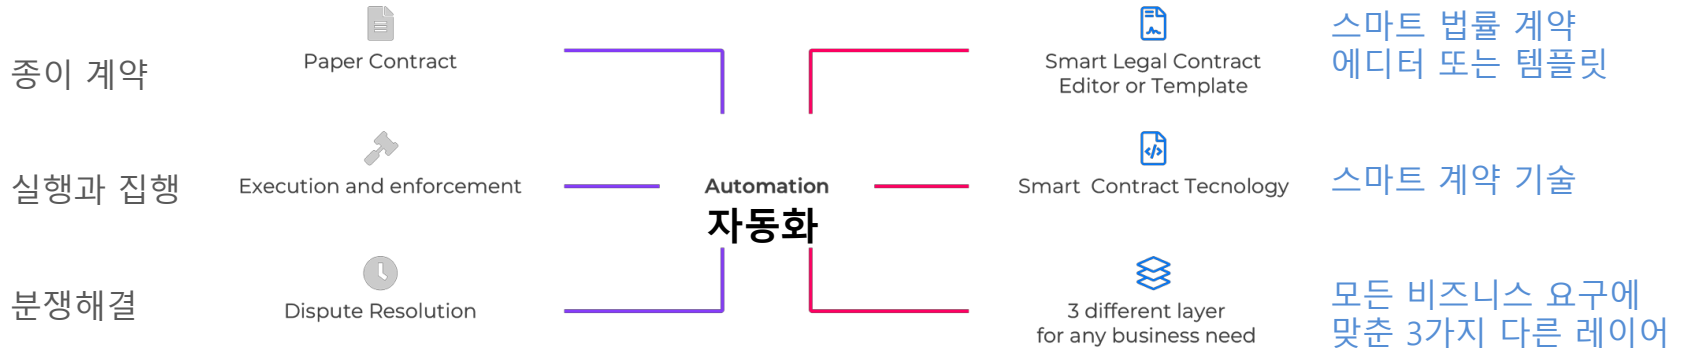 종이 계약
Paper Contract
Smart Legal Contract
Editor or Template
스마트 법률 계약
에디터 또는 템플릿
실행과 집행
Execution and enforcement
Automation
자동화
Smart Contract Tecnology
스마트 계약 기술
분쟁해결
Dispute Resolution
3 different layer
for any business need
모든 비즈니스 요구에
맞춘 3가지 다른 레이어